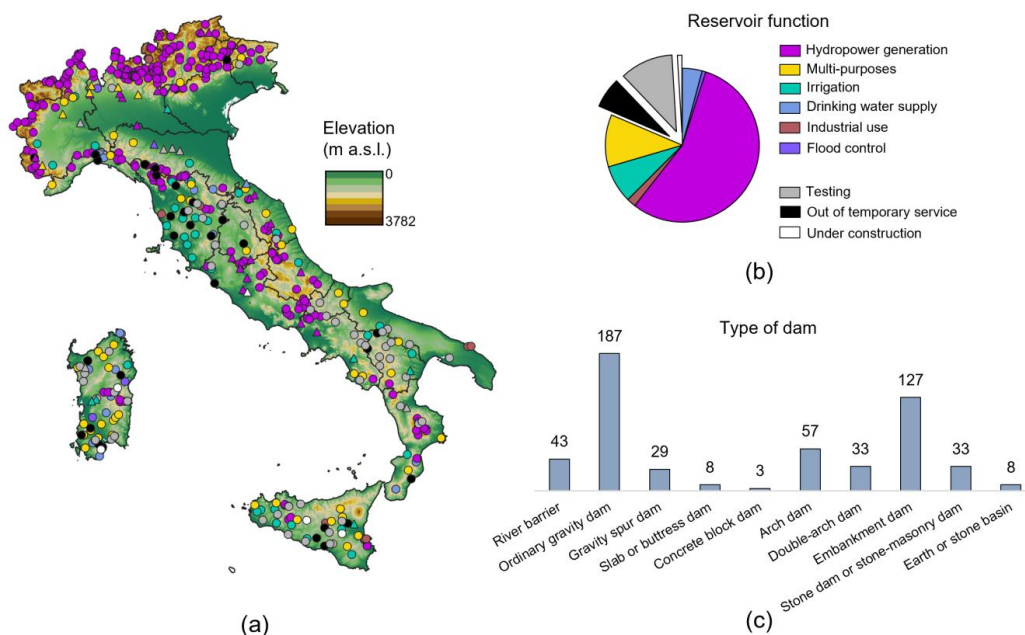 Elevation
(m a.s.l.)
0
3782
(a)
Reservoir function
Hydropower generation
Multi-purposes
Irrigation
Drinking water supply
Industrial use
Flood control
Testing
Out of temporary service
Under construction
(b)
Type of dam
43
187
29
8
3
57
33
127
33
8
River barrier
Ordinary gravity dam
Gravity spur dam
Slab or buttress dam
Concrete block dam
Arch dam
Double-arch dam
Embankment dam
Stone dam or stone-masonry dam
Earth or stone basin
(c)